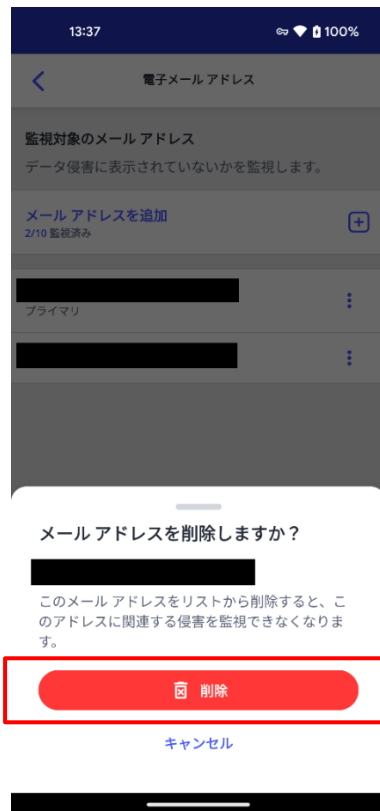 13:37
100%
電子メール アドレス
監視対象のメール アドレス
データ侵害に表示されていないかを監視します。
メール アドレスを追加
2/10 監視済み
プライマリ
メール アドレスを削除しますか？
このメール アドレスをリストから削除すると、こ
のアドレスに関連する侵害を監視できなくなりま
す。
削除
キャンセル